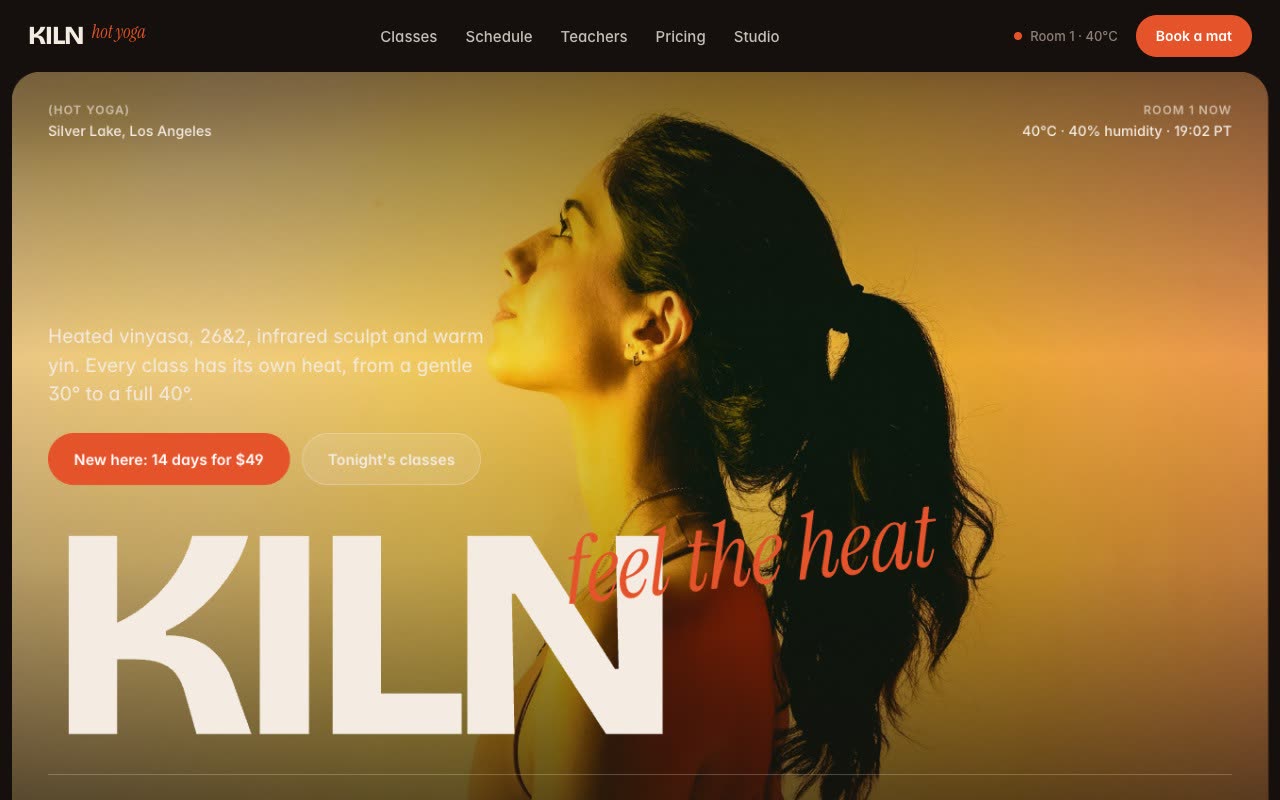 KILN hot yoga
Classes
Schedule
Teachers
Pricing
Studio
Room 1 · 40°C
Book a mat
(HOT YOGA)
Silver Lake, Los Angeles
ROOM 1 NOW
40°C · 40% humidity · 19:02 PT
Heated vinyasa, 26&2, infrared sculpt and warm
yin. Every class has its own heat, from a gentle
30° to a full 40°.
New here: 14 days for $49
Tonight's classes
KILN
feel the heat